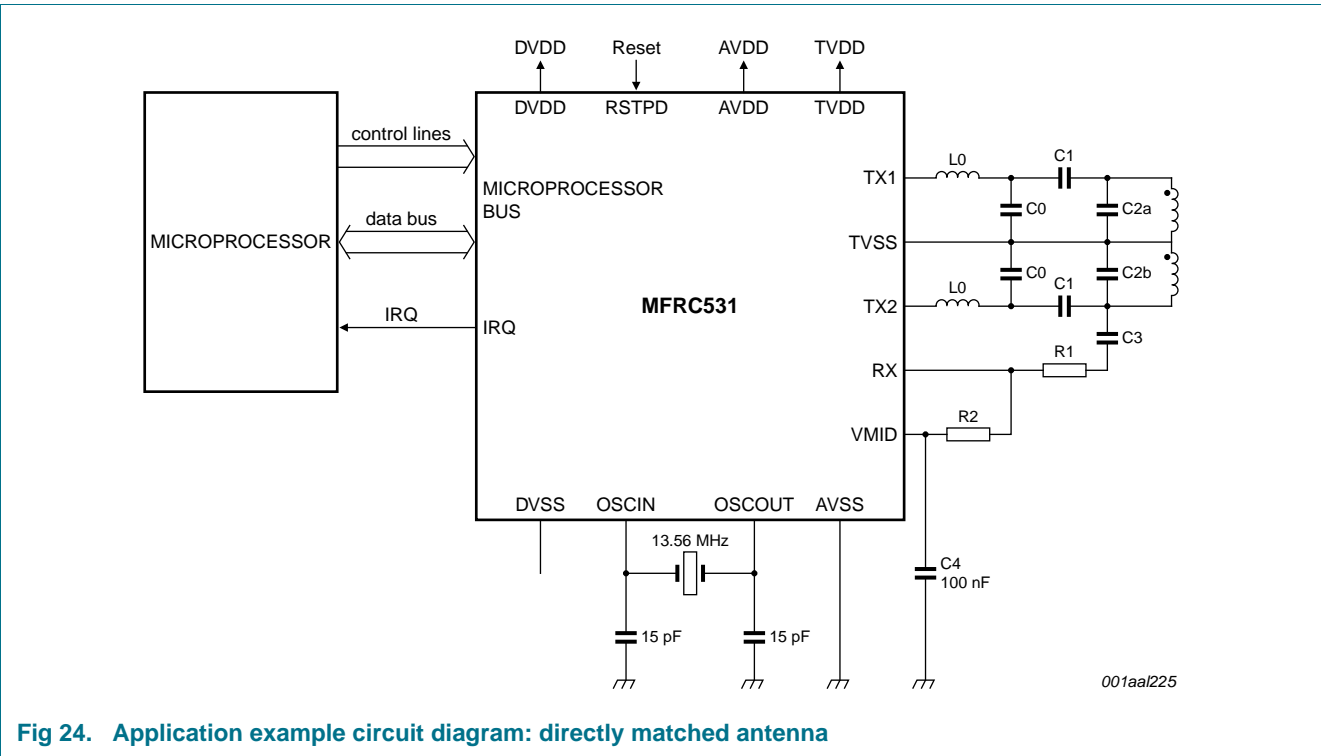 DVDD Reset AVDD TVDD
DVDD RSTPD AVDD TVDD
control lines
MICROPROCESSOR
BUS
data bus
MICROPROCESSOR
IRQ
IRQ
MFRC531
TX1
L0
C1
C0
C2a
TVSS
C0
C2b
TX2
L0
C1
C3
RX
R1
VMID
R2
DVSS OSCIN OSCOUT AVSS
13.56 MHz
15 pF
15 pF
C4
100 nF
001aal225
Fig 24. Application example circuit diagram: directly matched antenna